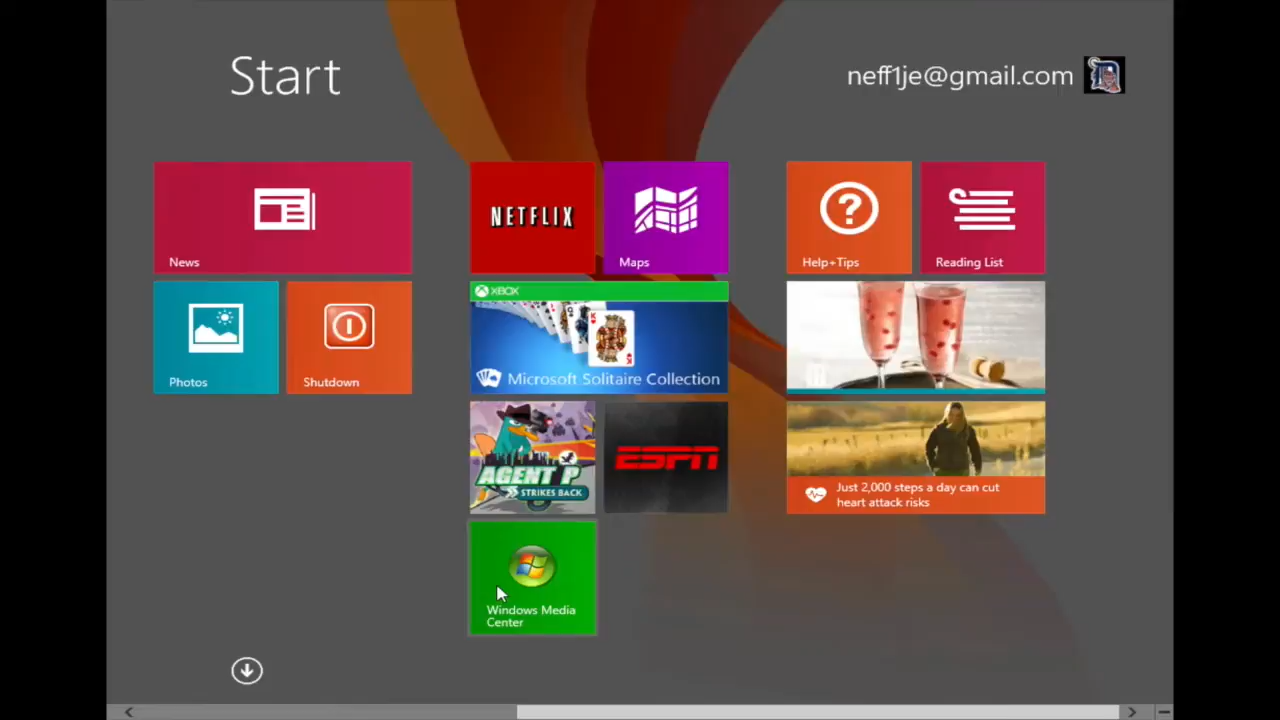 Start
neff1je@gmail.com
News
Photos
Shutdown
NETFLIX
Maps
XBOX
Microsoft Solitaire Collection
AGENT P
STRIKES BACK
ESPN
Windows Media
Center
Help+Tips
Reading List
Just 2,000 steps a day can cut
heart attack risks